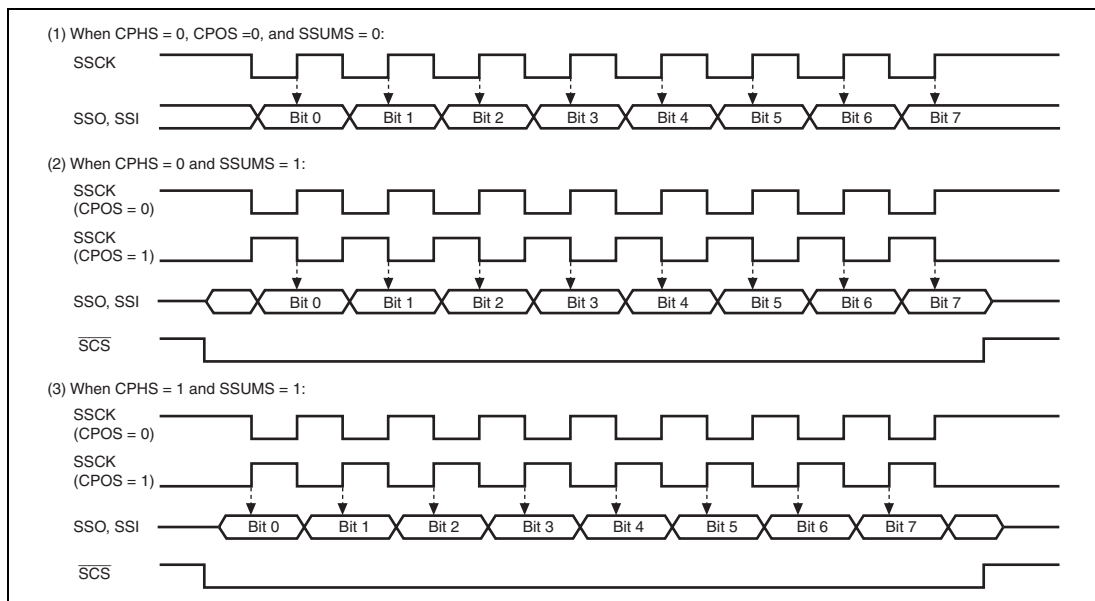 (1) When CPHS = 0, CPOS =0, and SSUMS = 0:
SSCK
SSO, SSI
Bit 0 Bit 1 Bit 2 Bit 3 Bit 4 Bit 5 Bit 6 Bit 7
(2) When CPHS = 0 and SSUMS = 1:
SSCK
(CPOS = 0)
SSCK
(CPOS = 1)
SSO, SSI
Bit 0 Bit 1 Bit 2 Bit 3 Bit 4 Bit 5 Bit 6 Bit 7
SCS
(3) When CPHS = 1 and SSUMS = 1:
SSCK
(CPOS = 0)
SSCK
(CPOS = 1)
SSO, SSI
Bit 0 Bit 1 Bit 2 Bit 3 Bit 4 Bit 5 Bit 6 Bit 7
SCS